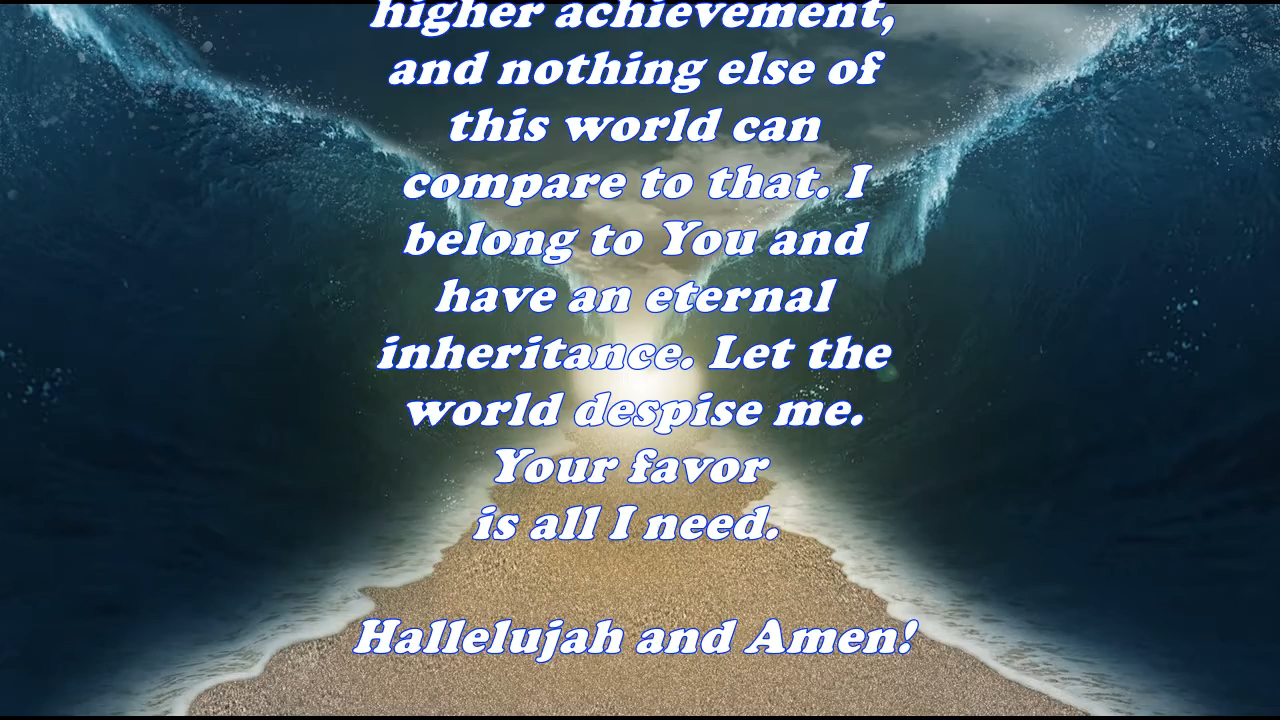 higher achievement,
and nothing else of
this world can
compare to that. I
belong to You and
have an eternal
inheritance. Let the
world despise me.
Your favor
is all I need.
Hallelujah and Amen!